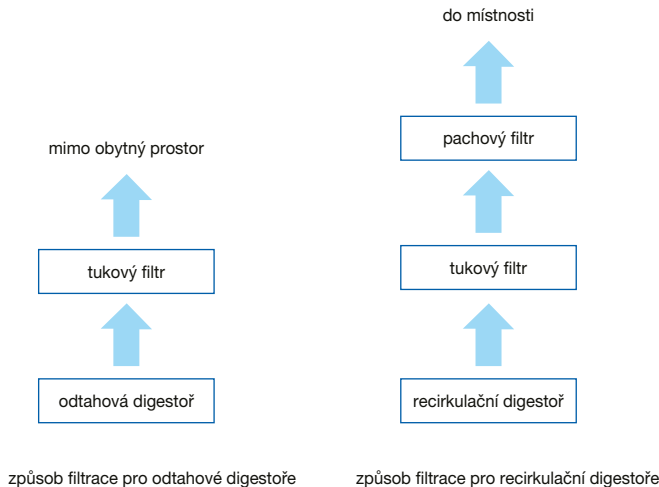 mimo obytný prostor
tukový filtr
odtahová digestoř
způsob filtrace pro odtahové digestoře
do místnosti
pachový filtr
tukový filtr
recirkulační digestoř
způsob filtrace pro recirkulační digestoře